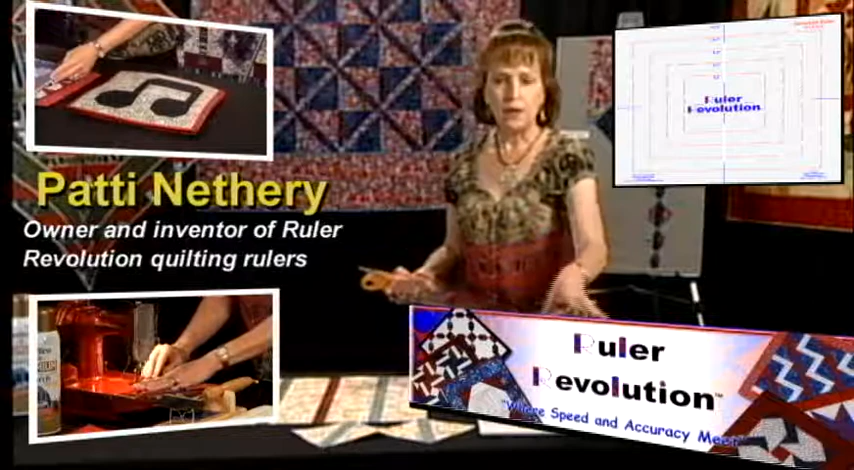 Ruler
Revolution
Patti Nethery
Owner and inventor of Ruler
Revolution quilting rulers
Ruler
Revolution™
"Where Speed and Accuracy Meet"